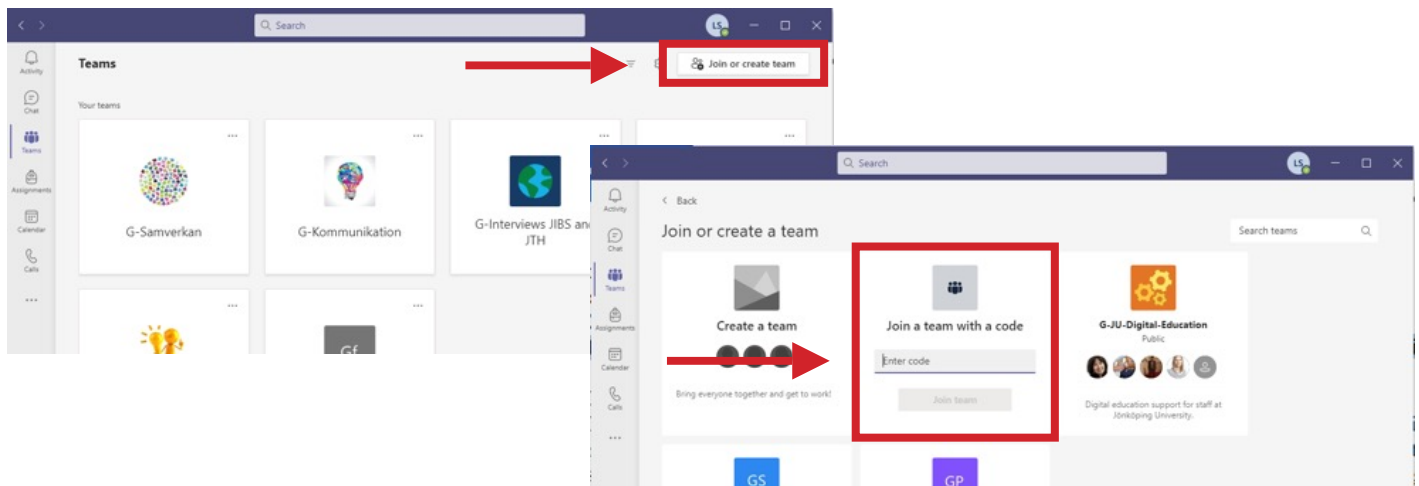 Search
LS
Activity
Teams
Join or create team
Chat
Your teams
Teams
Assignments
Calendar
G-Samverkan
G-Kommunikation
G-Interviews JIBS and
JTH
Calls
Gf
Search
LS
Activity
Back
Join or create a team
Search teams
Chat
Teams
Assignments
Create a team
Join a team with a code
G-JU-Digital-Education
Public
Enter code
Calendar
Bring everyone together and get to work!
Join team
Calls
Digital education support for staff at
Jönköping University.
GS
GP